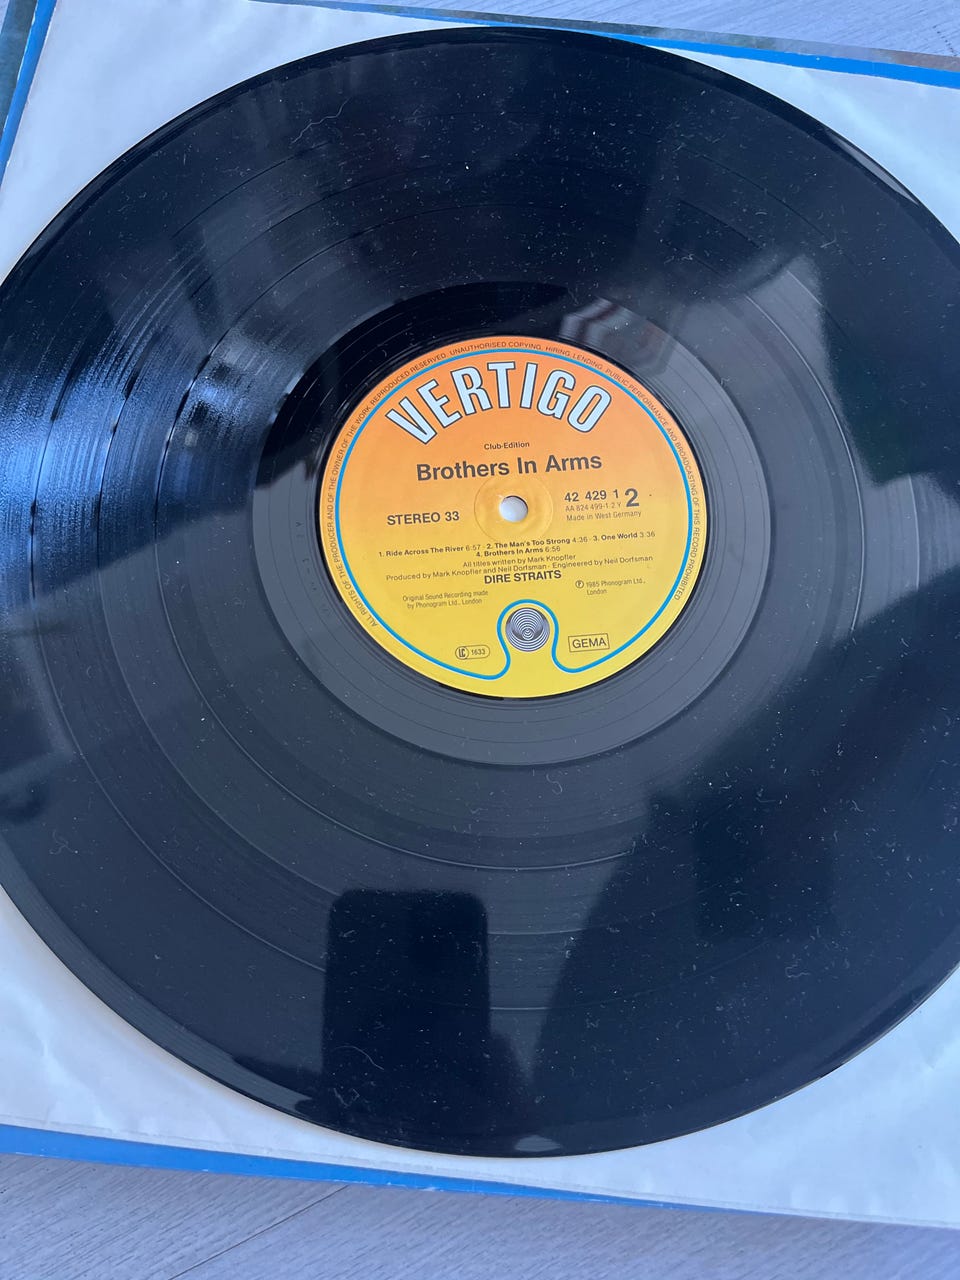 ALL RIGHTS OF THE PRODUCER AND OF THE OWNER OF THE WORK REPRODUCED RESERVED. UNAUTHORISED COPYING, HIRING, LENDING, PUBLIC PERFORMANCE AND BROADCASTING OF THIS RECORD PROHIBITED
VERTIGO
Club-Edition
Brothers In Arms
STEREO 33
42 429 1 2
AA 824 499-1 2 Y
Made in West Germany
1. Ride Across The River 6:57 · 2. The Man's Too Strong 4:36 · 3. One World 3:36
4. Brothers In Arms 6:56
All titles written by Mark Knopfler
Produced by Mark Knopfler and Neil Dorfsman · Engineered by Neil Dorfsman
DIRE STRAITS
Original Sound Recording made
by Phonogram Ltd., London
℗ 1985 Phonogram Ltd.,
London
LC 1633
GEMA